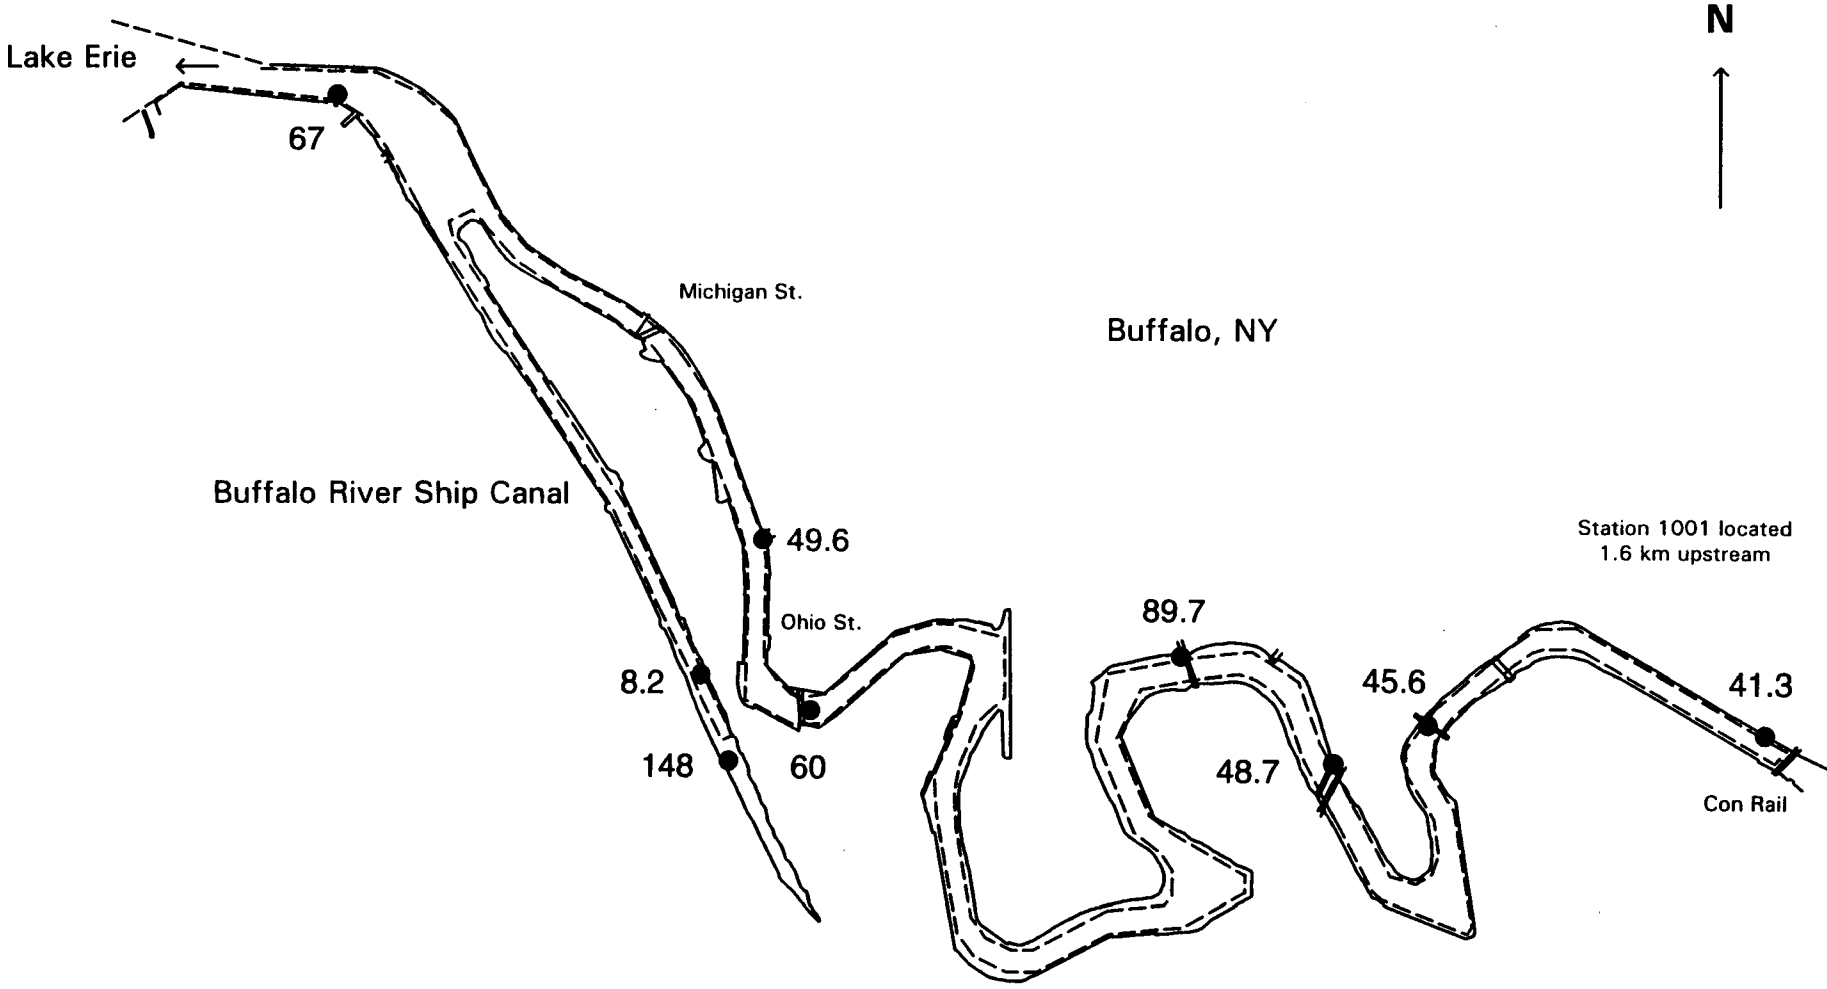 N
Lake Erie
67
Michigan St.
Buffalo, NY
Buffalo River Ship Canal
49.6
Station 1001 located
1.6 km upstream
Ohio St.
89.7
8.2
45.6
41.3
148
60
48.7
Con Rail